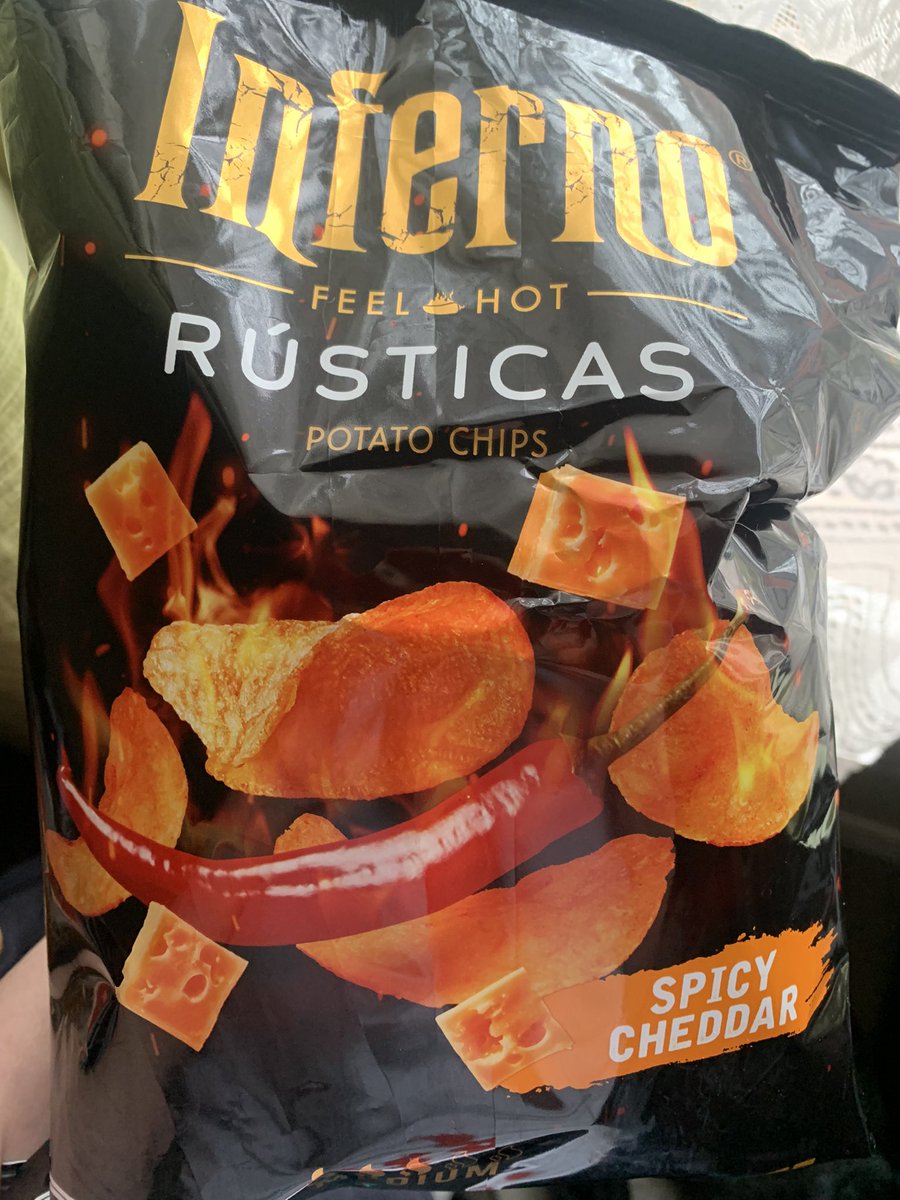 Inferno®
FEEL HOT
RÚSTICAS
POTATO CHIPS
SPICY
CHEDDAR